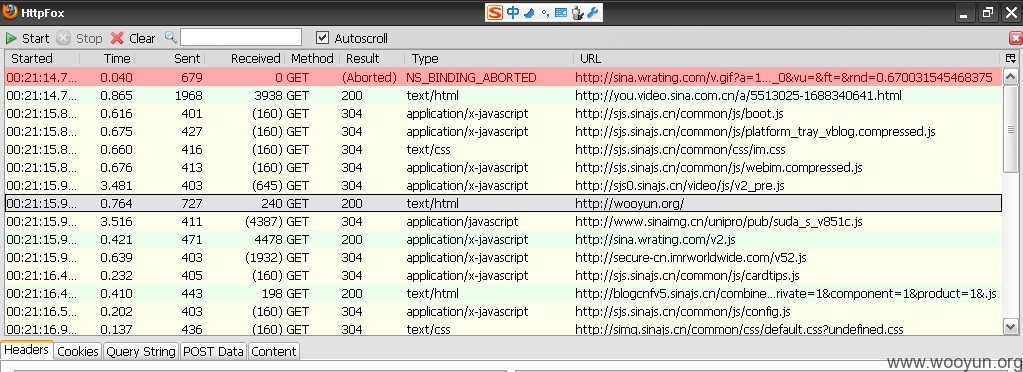 HttpFox
S 中
Start Stop Clear Autoscroll
Started Time Sent Received Method Result Type URL
00:21:14.7... 0.040 679 0 GET (Aborted) NS_BINDING_ABORTED http://sina.wrating.com/v.gif?a=1..._0&vu=&ft=&rnd=0.670031545468375
00:21:14.7... 0.865 1968 3938 GET 200 text/html http://you.video.sina.com.cn/a/5513025-1688340641.html
00:21:15.8... 0.616 401 (160) GET 304 application/x-javascript http://sjs.sinajs.cn/common/js/boot.js
00:21:15.8... 0.675 427 (160) GET 304 application/x-javascript http://sjs.sinajs.cn/common/js/platform_tray_vblog.compressed.js
00:21:15.8... 0.660 416 (160) GET 304 text/css http://sjs.sinajs.cn/common/css/im.css
00:21:15.8... 0.676 413 (160) GET 304 application/x-javascript http://sjs.sinajs.cn/common/js/webim.compressed.js
00:21:15.9... 3.481 403 (645) GET 304 application/x-javascript http://sjs0.sinajs.cn/video/js/v2_pre.js
00:21:15.9... 0.764 727 240 GET 200 text/html http://wooyun.org/
00:21:15.9... 3.516 411 (4387) GET 304 application/javascript http://www.sinaimg.cn/unipro/pub/suda_s_v851c.js
00:21:15.9... 0.421 471 4478 GET 200 application/x-javascript http://sina.wrating.com/v2.js
00:21:15.9... 0.639 403 (1932) GET 304 application/x-javascript http://secure-cn.imrworldwide.com/v52.js
00:21:16.4... 0.232 405 (160) GET 304 application/x-javascript http://sjs.sinajs.cn/common/js/cardtips.js
00:21:16.4... 0.410 443 198 GET 200 text/html http://blogcnfv5.sinajs.cn/combine...rivate=1&component=1&product=1&.js
00:21:16.5... 0.202 403 (160) GET 304 application/x-javascript http://sjs.sinajs.cn/common/js/config.js
00:21:16.9... 0.137 436 (160) GET 304 text/css http://simg.sinajs.cn/common/css/default.css?undefined.css
Headers Cookies Query String POST Data Content
www.wooyun.org